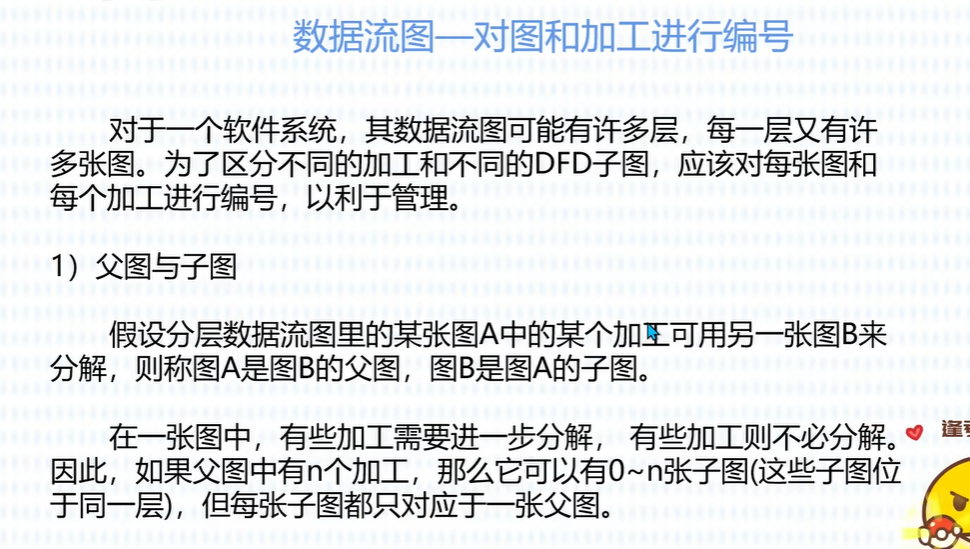 数据流图—对图和加工进行编号
对于一个软件系统，其数据流图可能有许多层，每一层又有许
多张图。为了区分不同的加工和不同的DFD子图，应该对每张图和
每个加工进行编号，以利于管理。
1）父图与子图
假设分层数据流图里的某张图A中的某个加工可用另一张图B来
分解，则称图A是图B的父图，图B是图A的子图。
在一张图中，有些加工需要进一步分解，有些加工则不必分解。
因此，如果父图中有n个加工，那么它可以有0~n张子图(这些子图位
于同一层)，但每张子图都只对应于一张父图。